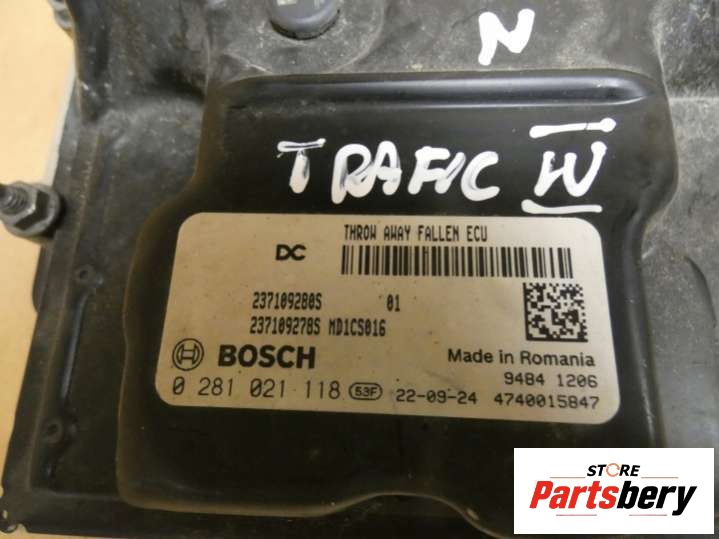 N
TRAFIC IV
THROW AWAY FALLEN ECU
DC
237109280S 01
237109278S MD1CS016
BOSCH
Made in Romania
9484 1206
0 281 021 118 53F 22-09-24 4740015847
STORE
Partsbery